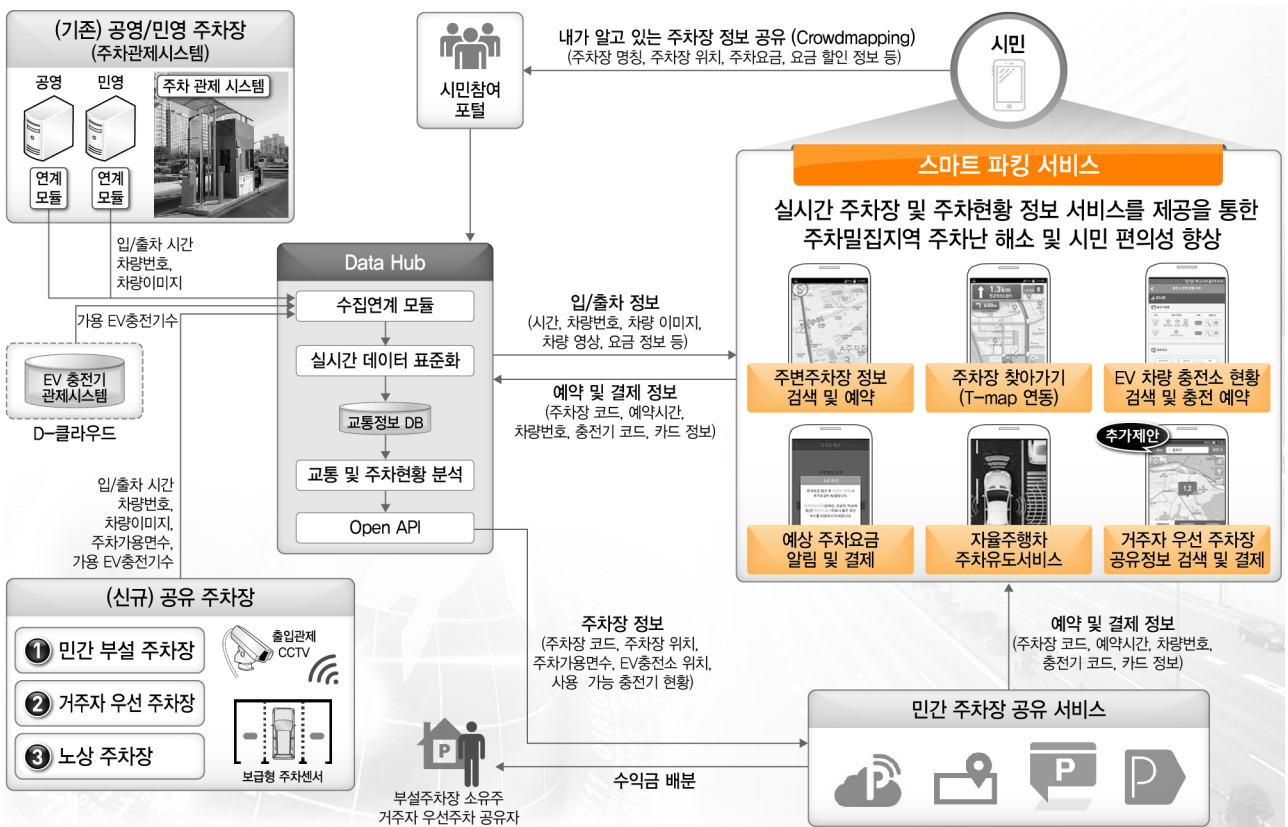 (기존) 공영/민영 주차장
(주차관제시스템)
공영
민영
주차 관제 시스템
연계
모듈
연계
모듈
입/출차 시간
차량번호,
차량이미지
가용 EV충전기수
EV 충전기
관제시스템
D-클라우드
입/출차 시간
차량번호,
차량이미지,
주차가용면수,
가용 EV충전기수
(신규) 공유 주차장
1 민간 부설 주차장
2 거주자 우선 주차장
3 노상 주차장
출입관제
CCTV
보급형 주차센서
시민참여
포털
내가 알고 있는 주차장 정보 공유 (Crowdmapping)
(주차장 명칭, 주차장 위치, 주차요금, 요금 할인 정보 등)
시민
Data Hub
수집연계 모듈
실시간 데이터 표준화
교통정보 DB
교통 및 주차현황 분석
Open API
입/출차 정보
(시간, 차량번호, 차량 이미지,
차량 영상, 요금 정보 등)
예약 및 결제 정보
(주차장 코드, 예약시간,
차량번호, 충전기 코드, 카드 정보)
스마트 파킹 서비스
실시간 주차장 및 주차현황 정보 서비스를 제공을 통한
주차밀집지역 주차난 해소 및 시민 편의성 향상
1.3km
주변주차장 정보
검색 및 예약
주차장 찾아가기
(T-map 연동)
EV 차량 충전소 현황
검색 및 충전 예약
추가제안
1.2
예상 주차요금
알림 및 결제
자율주행차
주차유도서비스
거주자 우선 주차장
공유정보 검색 및 결제
주차장 정보
(주차장 코드, 주차장 위치,
주차가용면수, EV충전소 위치,
사용 가능 충전기 현황)
예약 및 결제 정보
(주차장 코드, 예약시간, 차량번호,
충전기 코드, 카드 정보)
민간 주차장 공유 서비스
P
P
P
P
수익금 배분
부설주차장 소유주
거주자 우선주차 공유자